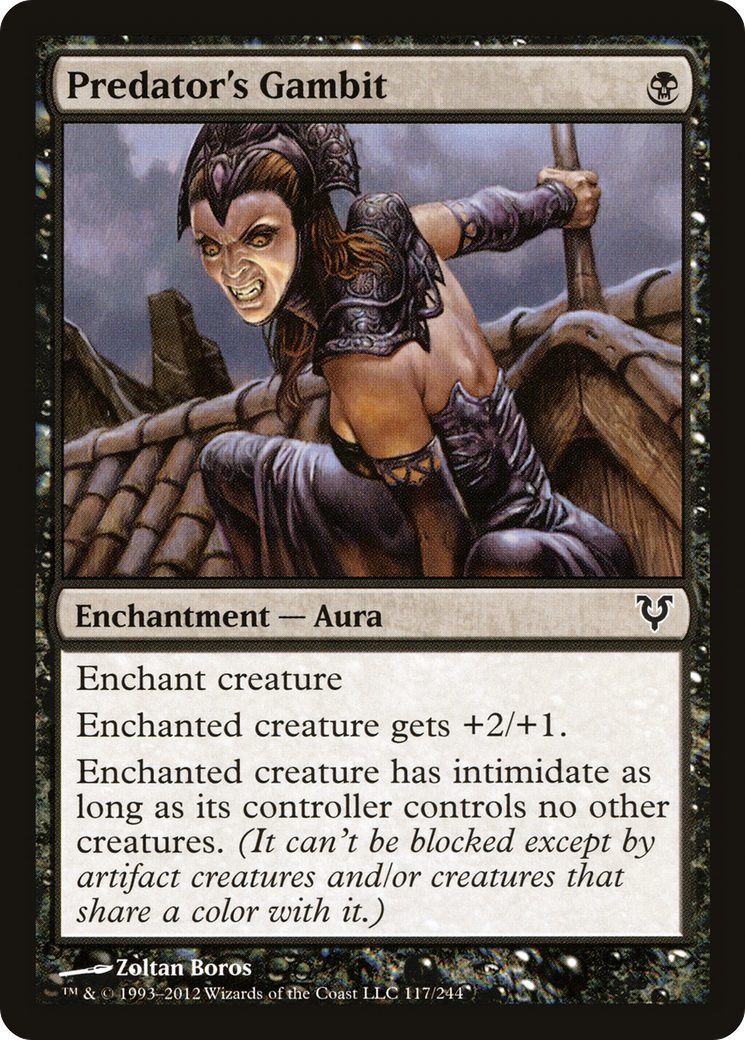 Predator's Gambit
Enchantment — Aura
Enchant creature
Enchanted creature gets +2/+1.
Enchanted creature has intimidate as
long as its controller controls no other
creatures. (It can't be blocked except by
artifact creatures and/or creatures that
share a color with it.)
Zoltan Boros
™ & © 1993–2012 Wizards of the Coast LLC 117/244